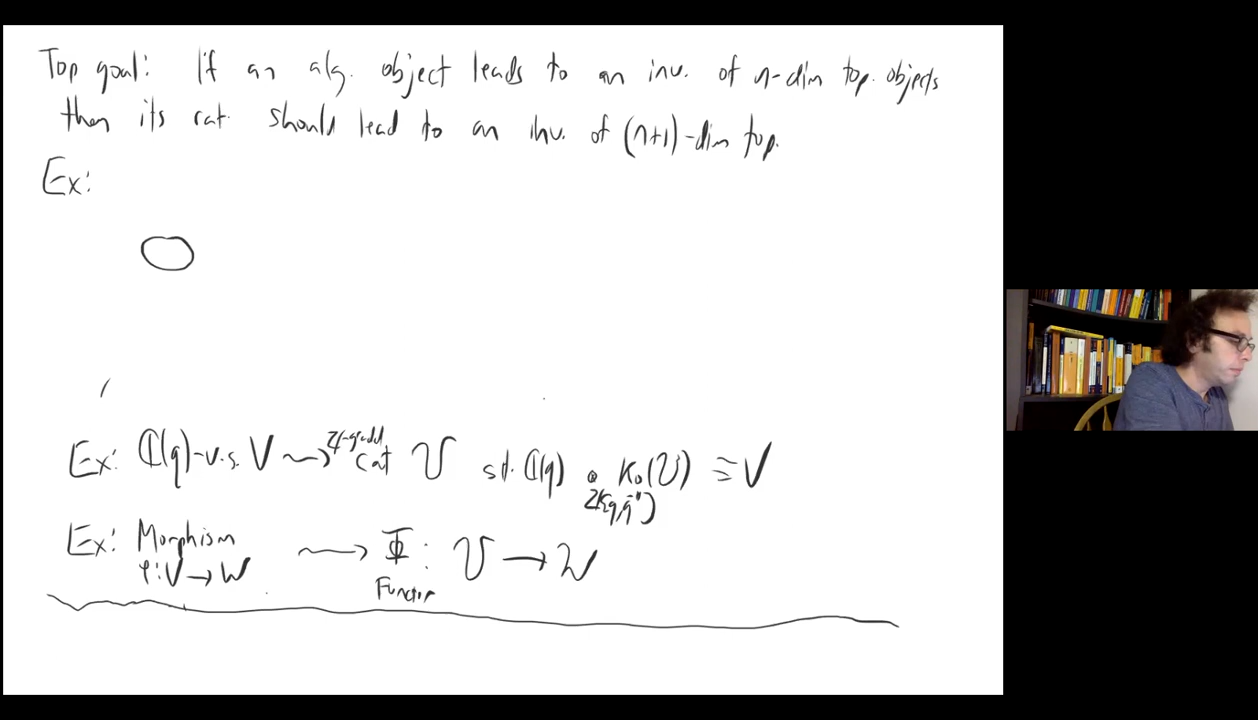 Top goal: If an alg. object leads to an inv. of n-dim top. objects
then its cat. should lead to an inv. of (n+1)-dim top.
Ex:
Ex: ℂ(q)-v.s. V ⇝ ℤ-graded cat 𝒱 s.t. ℂ(q) ⊗ K₀(𝒱) ≅ V
ℤ[q,q⁻¹]
Ex: Morphism ⇝ Φ : 𝒱 → 𝒲
φ: V → W Functor